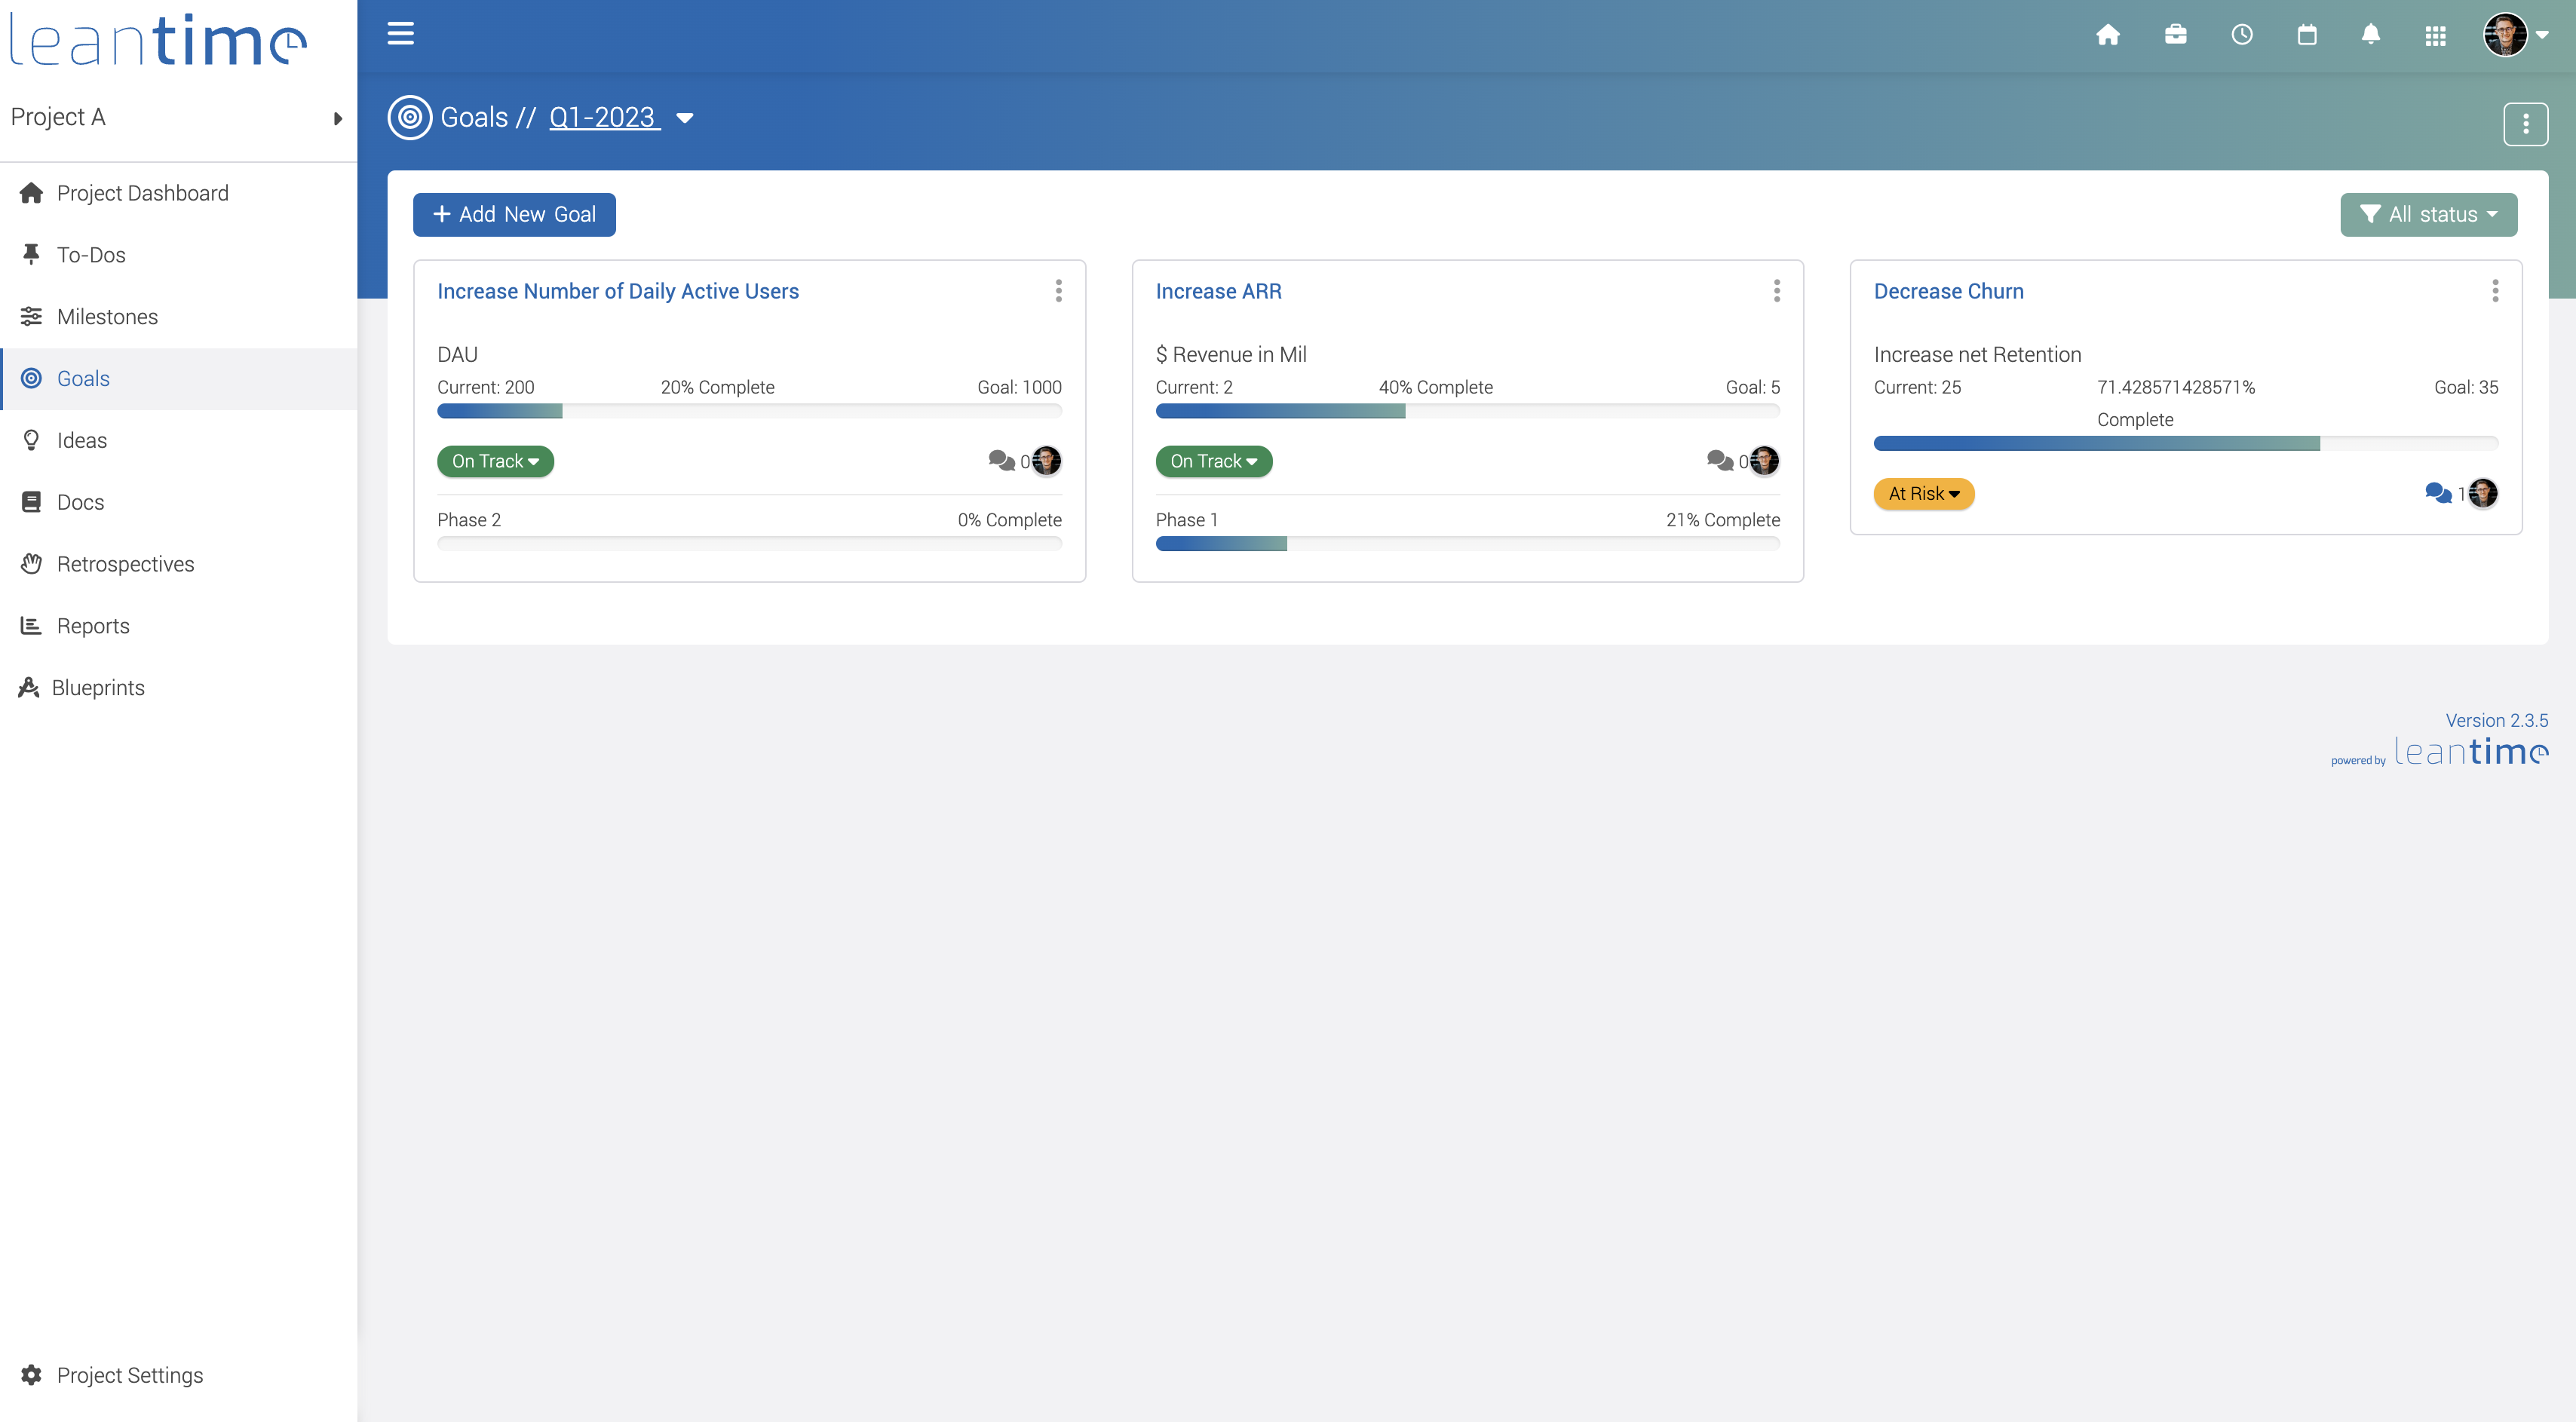 leantime
Project A
Project Dashboard
To-Dos
Milestones
Goals
Ideas
Docs
Retrospectives
Reports
Blueprints
Project Settings
Goals // Q1-2023
+ Add New Goal
All status
Increase Number of Daily Active Users
DAU
Current: 200 20% Complete Goal: 1000
On Track 0
Phase 2 0% Complete
Increase ARR
$ Revenue in Mil
Current: 2 40% Complete Goal: 5
On Track 0
Phase 1 21% Complete
Decrease Churn
Increase net Retention
Current: 25 71.428571428571% Goal: 35
Complete
At Risk 1
Version 2.3.5
powered by leantime